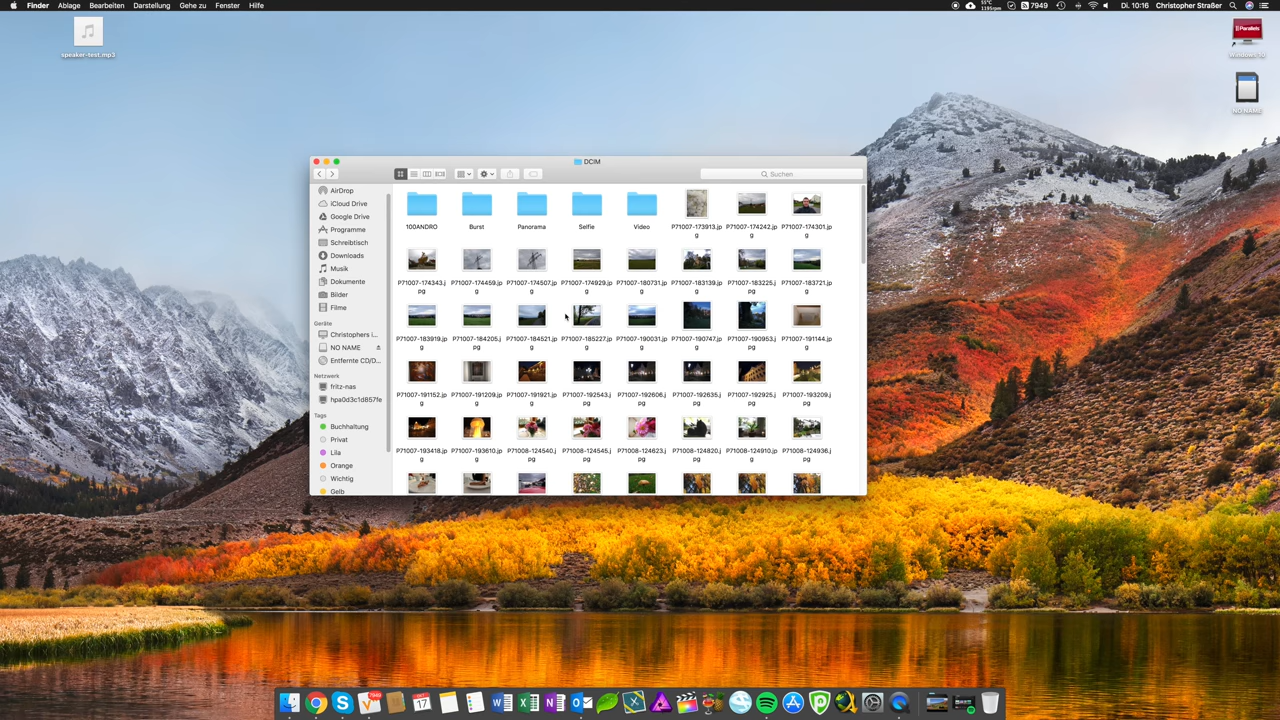 Finder Ablage Bearbeiten Darstellung Gehe zu Fenster Hilfe 55°C 1195rpm 7949 Di. 10:16 Christopher Straßer
speaker-test.mp3
Parallels
Windows 10
NO NAME
DCIM
Suchen
AirDrop
iCloud Drive
Google Drive
Programme
Schreibtisch
Downloads
Musik
Dokumente
Bilder
Filme
Geräte
Christophers i...
NO NAME
Entfernte CD/D...
Netzwerk
fritz-nas
hpa0d3c1d857fe
Tags
Buchhaltung
Privat
Lila
Orange
Wichtig
Gelb
100ANDRO Burst Panorama Selfie Video P71007-173913.jpg P71007-174242.jpg P71007-174301.jpg
P71007-174343.jpg P71007-174459.jpg P71007-174507.jpg P71007-174929.jpg P71007-180731.jpg P71007-183139.jpg P71007-183225.jpg P71007-183721.jpg
P71007-183919.jpg P71007-184205.jpg P71007-184521.jpg P71007-185227.jpg P71007-190031.jpg P71007-190747.jpg P71007-190953.jpg P71007-191144.jpg
P71007-191152.jpg P71007-191209.jpg P71007-191921.jpg P71007-192543.jpg P71007-192606.jpg P71007-192635.jpg P71007-192925.jpg P71007-193209.jpg
P71007-193418.jpg P71007-193610.jpg P71008-124540.jpg P71008-124545.jpg P71008-124623.jpg P71008-124820.jpg P71008-124910.jpg P71008-124936.jpg
7949
17